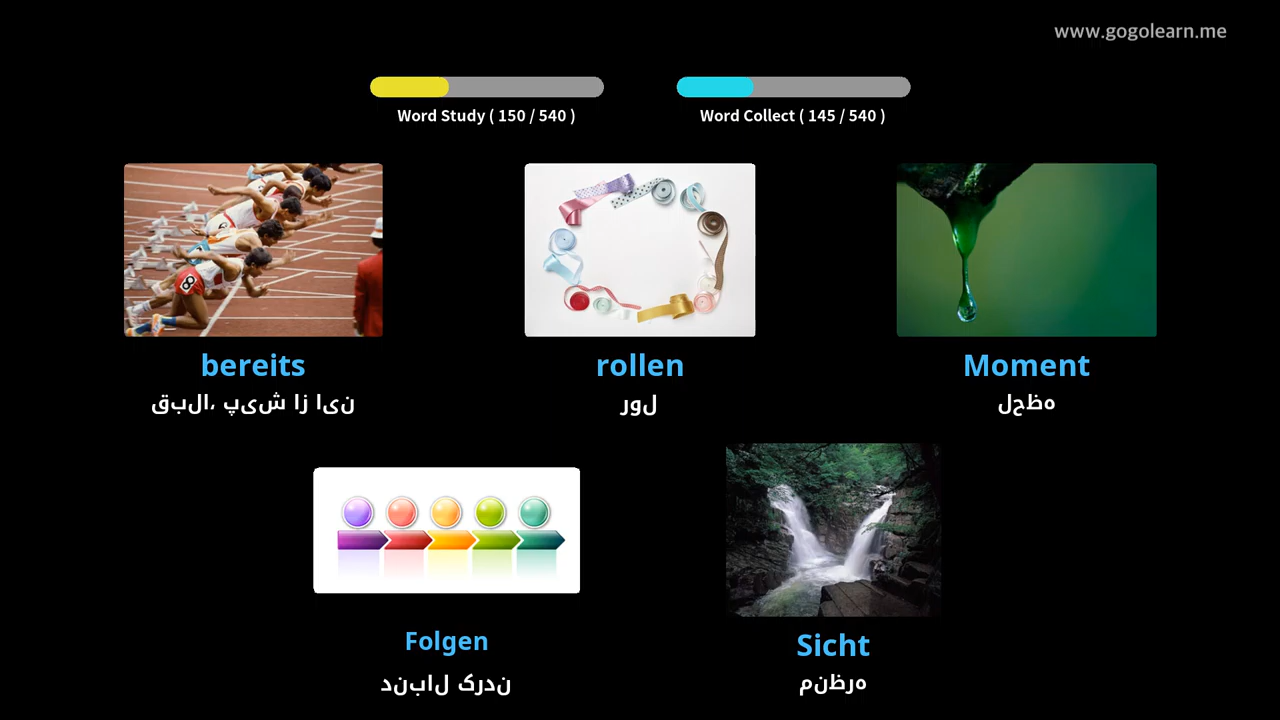 www.gogolearn.me
Word Study ( 150 / 540 )
Word Collect ( 145 / 540 )
bereits
قبلا، پیش از این
rollen
رول
Moment
لحظه
Folgen
دنبال کردن
Sicht
منظره